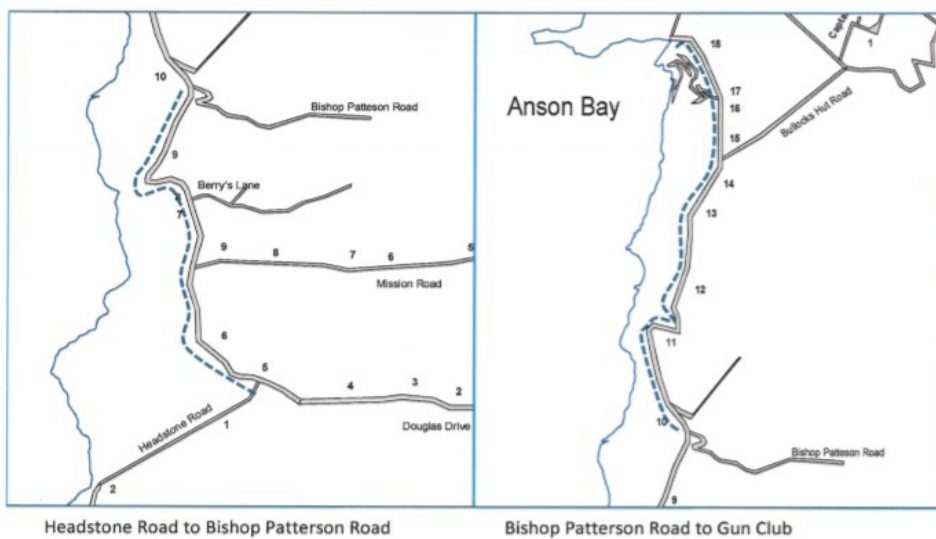 10
Bishop Patteson Road
9
Berry's Lane
8
7
9
8
7
6
5
Mission Road
6
5
4
3
2
Headstone Road
1
Douglas Drive
2
Headstone Road to Bishop Patterson Road
18
1
Anson Bay
17
16
Bullocks Hut Road
15
14
13
12
11
10
Bishop Patteson Road
9
Bishop Patterson Road to Gun Club